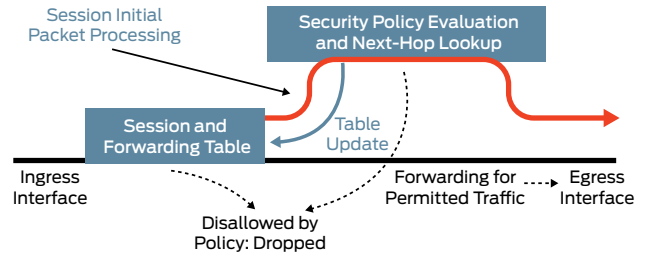 Session Initial
Packet Processing
Security Policy Evaluation
and Next-Hop Lookup
Session and
Forwarding Table
Table
Update
Ingress
Interface
Forwarding for
Permitted Traffic
Egress
Interface
Disallowed by
Policy: Dropped